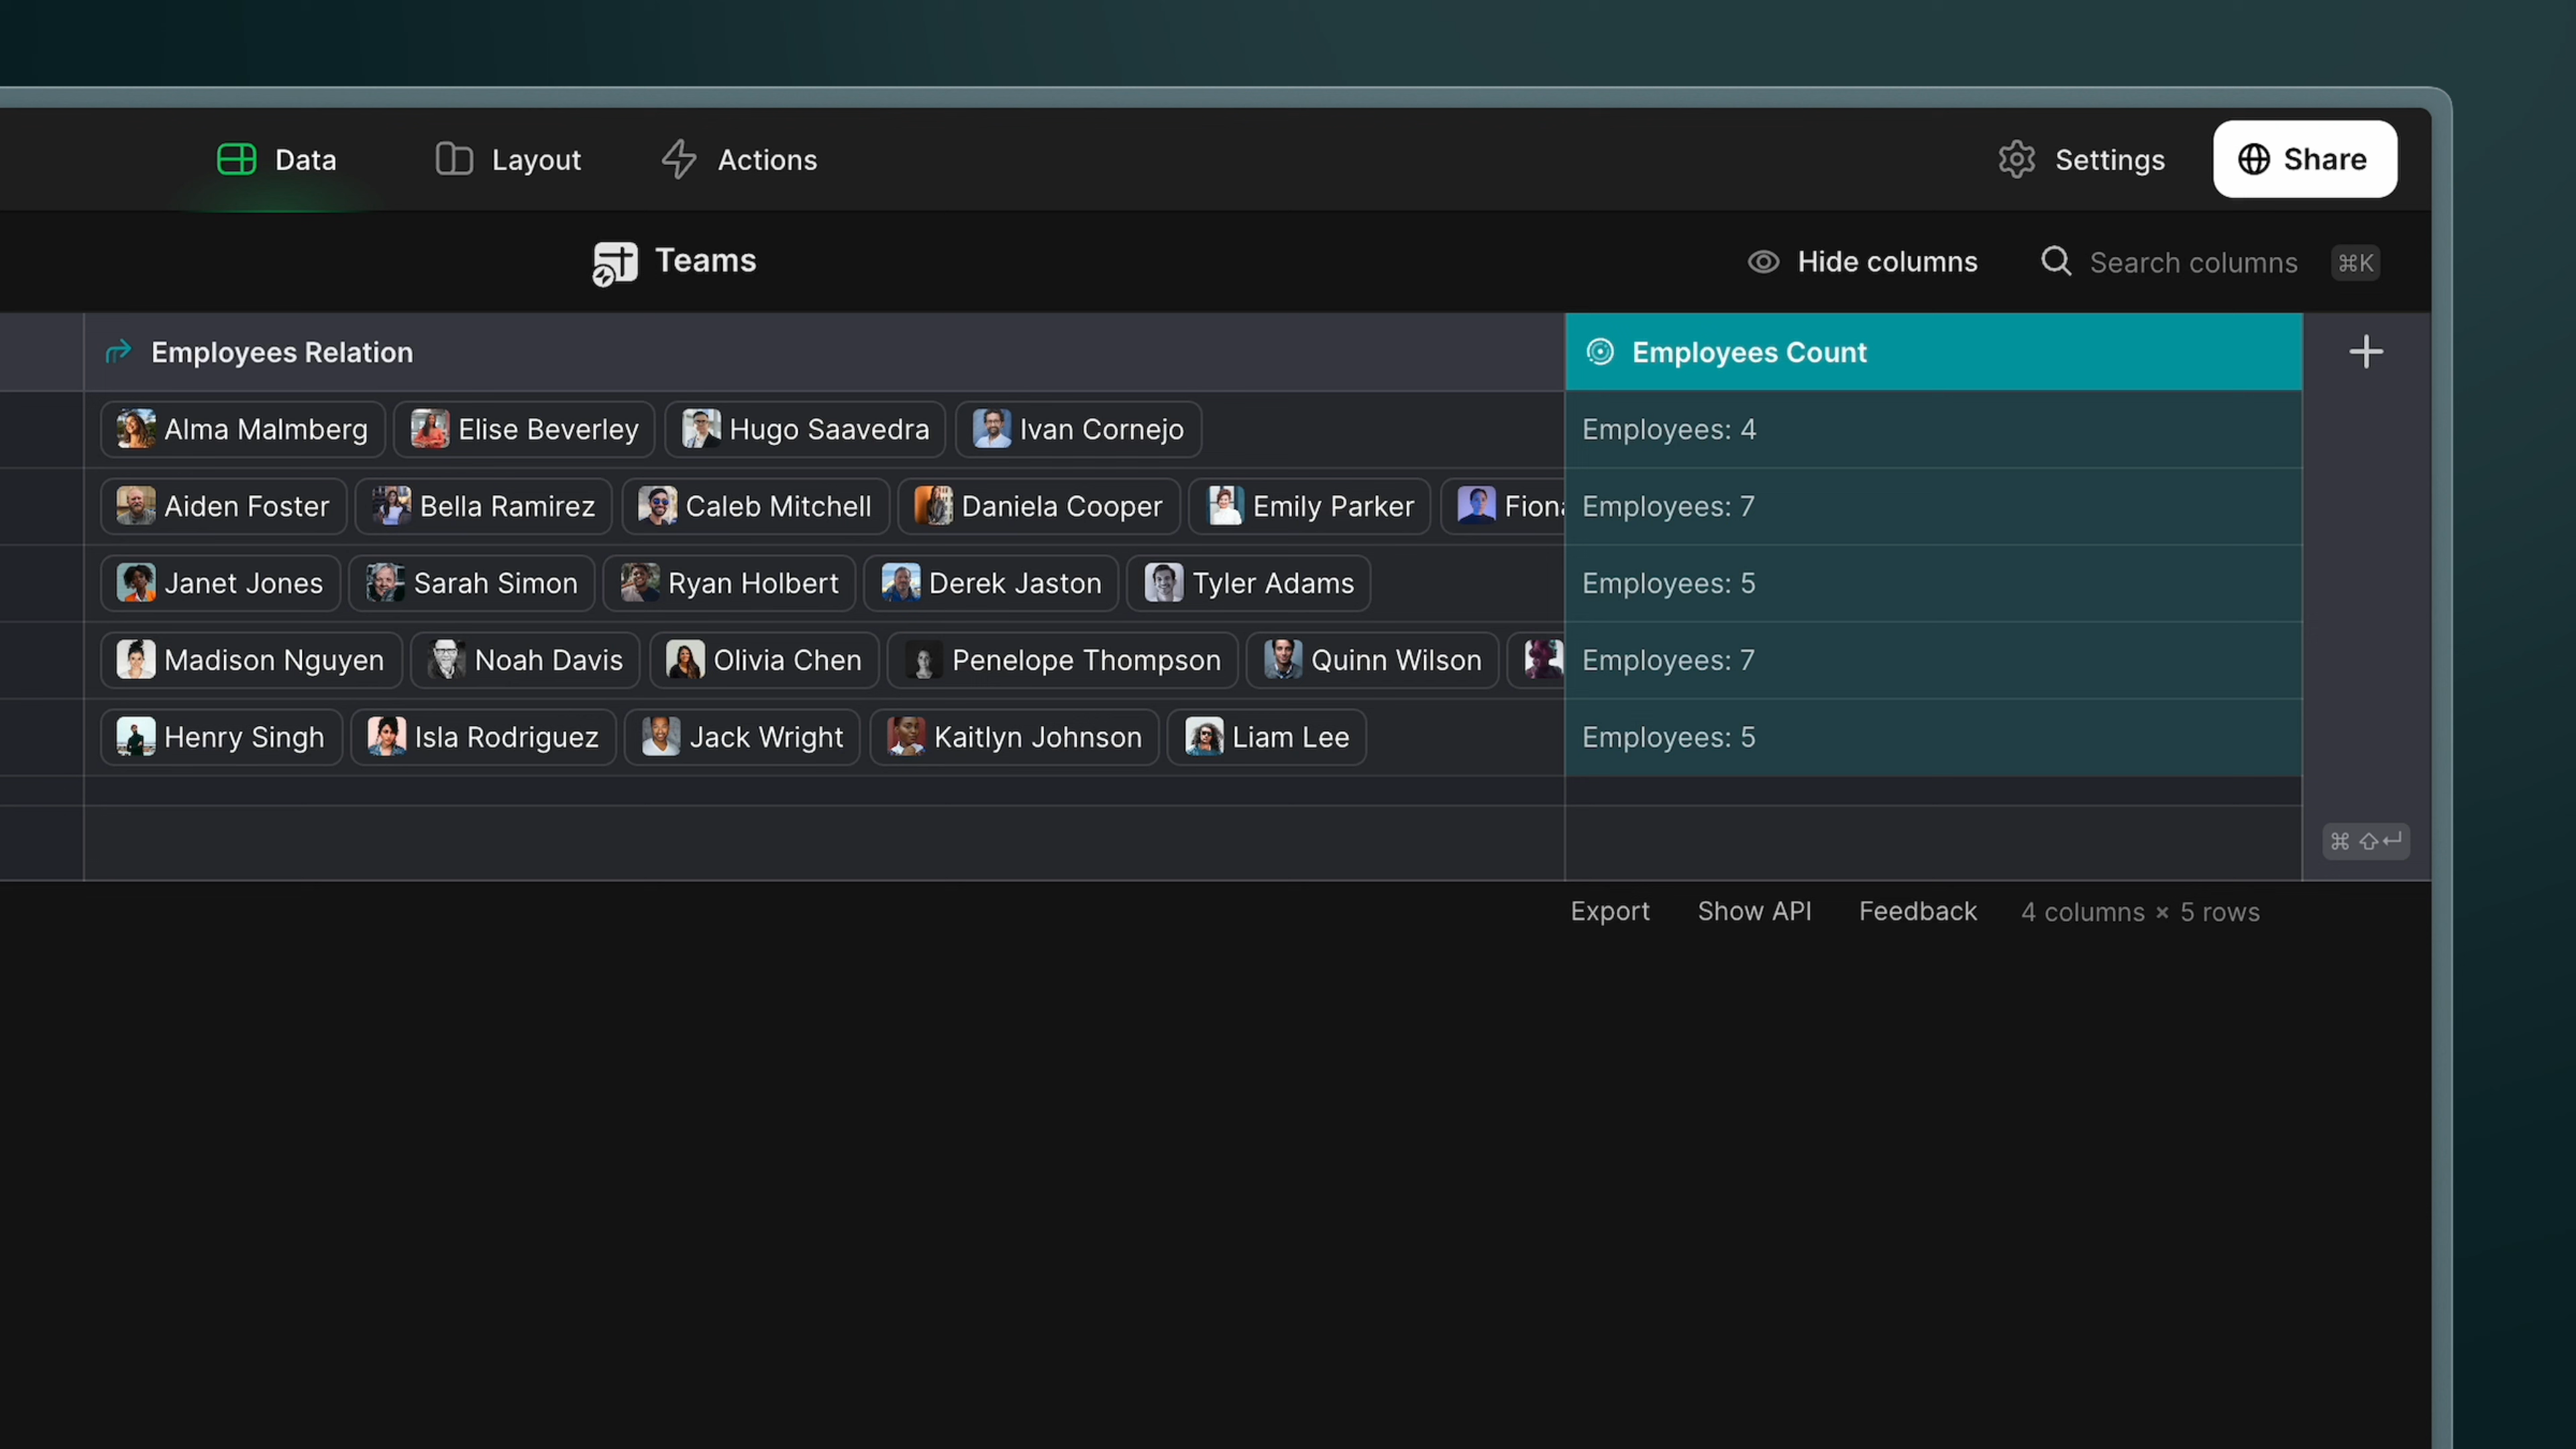 Data Layout Actions Settings Share
Teams Hide columns Search columns ⌘K
Employees Relation Employees Count
Alma Malmberg Elise Beverley Hugo Saavedra Ivan Cornejo Employees: 4
Aiden Foster Bella Ramirez Caleb Mitchell Daniela Cooper Emily Parker Employees: 7
Janet Jones Sarah Simon Ryan Holbert Derek Jaston Tyler Adams Employees: 5
Madison Nguyen Noah Davis Olivia Chen Penelope Thompson Quinn Wilson Employees: 7
Henry Singh Isla Rodriguez Jack Wright Kaitlyn Johnson Liam Lee Employees: 5
⌘ ⇧ ↵
Export Show API Feedback 4 columns × 5 rows